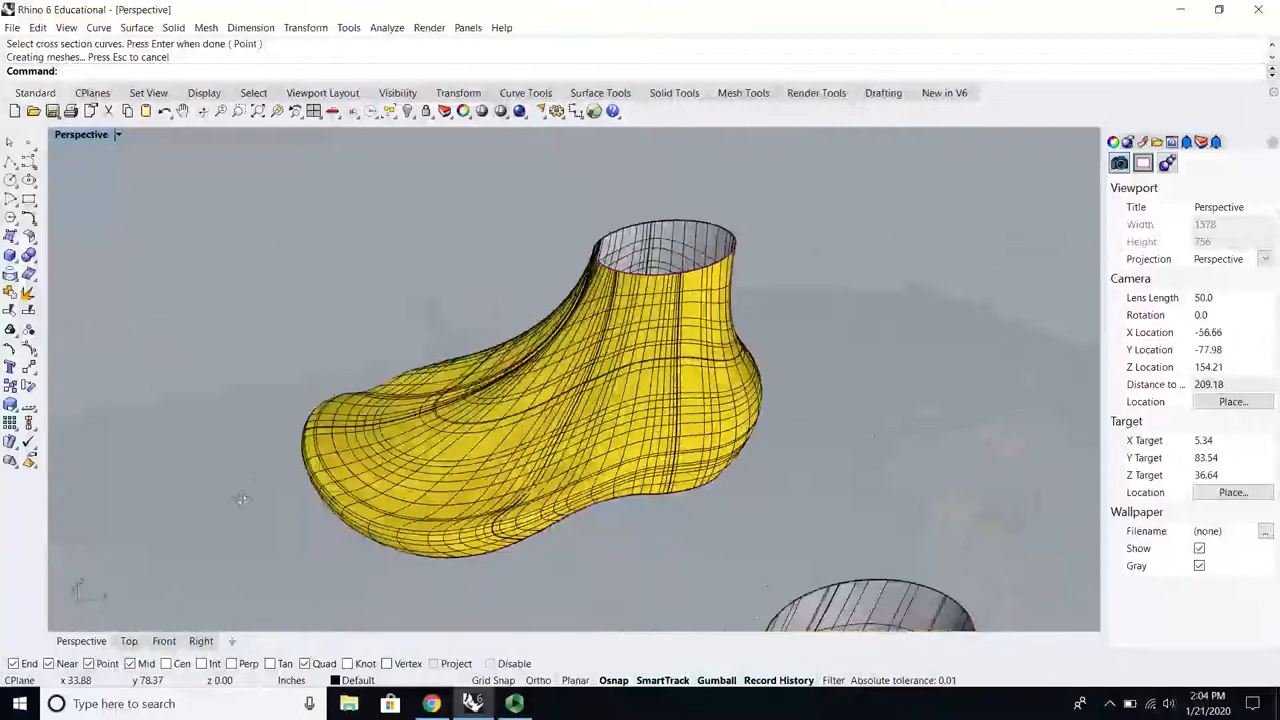 Rhino 6 Educational - [Perspective]
File Edit View Curve Surface Solid Mesh Dimension Transform Tools Analyze Render Panels Help
Select cross section curves. Press Enter when done ( Point )
Creating meshes... Press Esc to cancel
Command:
Standard CPlanes Set View Display Select Viewport Layout Visibility Transform Curve Tools Surface Tools Solid Tools Mesh Tools Render Tools Drafting New in V6
Perspective
Viewport
Title Perspective
Width 1578
Height 756
Projection Perspective
Camera
Lens Length 50.0
Rotation 0.0
X Location -56.66
Y Location -77.98
Z Location 154.21
Distance to ... 209.18
Location Place...
Target
X Target 5.34
Y Target 83.54
Z Target 36.64
Location Place...
Wallpaper
Filename (none) ...
Show
Gray
Perspective Top Front Right
End Near Point Mid Cen Int Perp Tan Quad Knot Vertex Project Disable
CPlane x 33.88 y 78.37 z 0.00 Inches Default Grid Snap Ortho Planar Osnap SmartTrack Gumball Record History Filter Absolute tolerance: 0.01
Type here to search
2:04 PM
1/21/2020